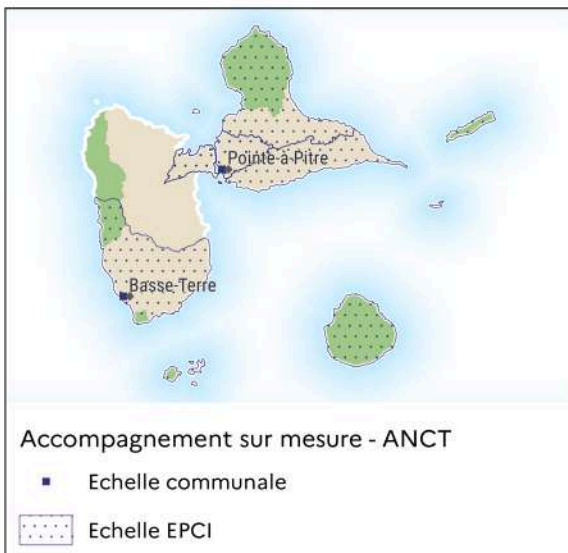 Pointe-à-Pitre
Basse-Terre
Accompagnement sur mesure - ANCT
Echelle communale
Echelle EPCI